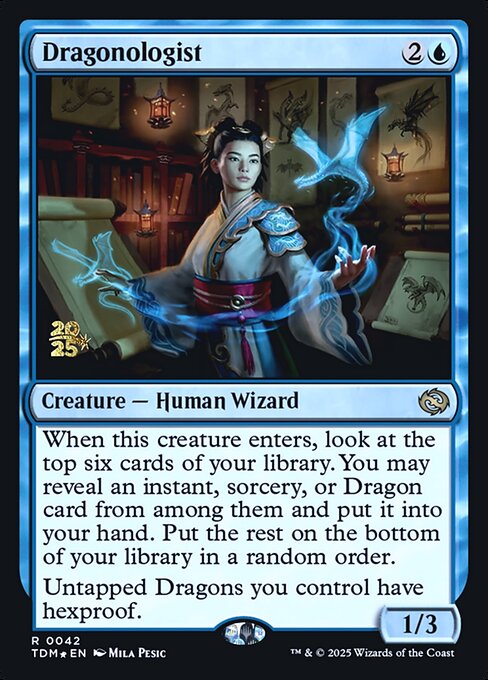 Dragonologist 2
20
25
Creature — Human Wizard
When this creature enters, look at the
top six cards of your library. You may
reveal an instant, sorcery, or Dragon
card from among them and put it into
your hand. Put the rest on the bottom
of your library in a random order.
Untapped Dragons you control have
hexproof.
1/3
R 0042
TDM★EN Mila Pesic ™ & © 2025 Wizards of the Coast